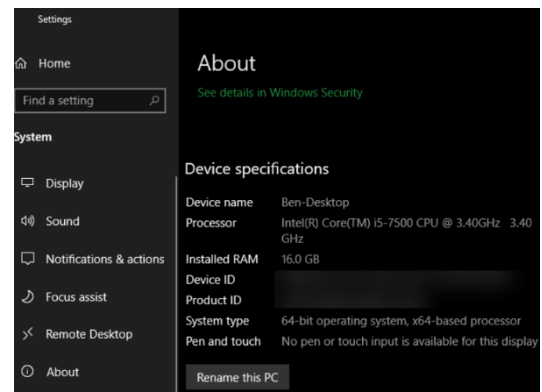 Settings
Home
Find a setting
System
Display
Sound
Notifications & actions
Focus assist
Remote Desktop
About
About
See details in Windows Security
Device specifications
Device name Ben-Desktop
Processor Intel(R) Core(TM) i5-7500 CPU @ 3.40GHz 3.40
GHz
Installed RAM 16.0 GB
Device ID
Product ID
System type 64-bit operating system, x64-based processor
Pen and touch No pen or touch input is available for this display
Rename this PC